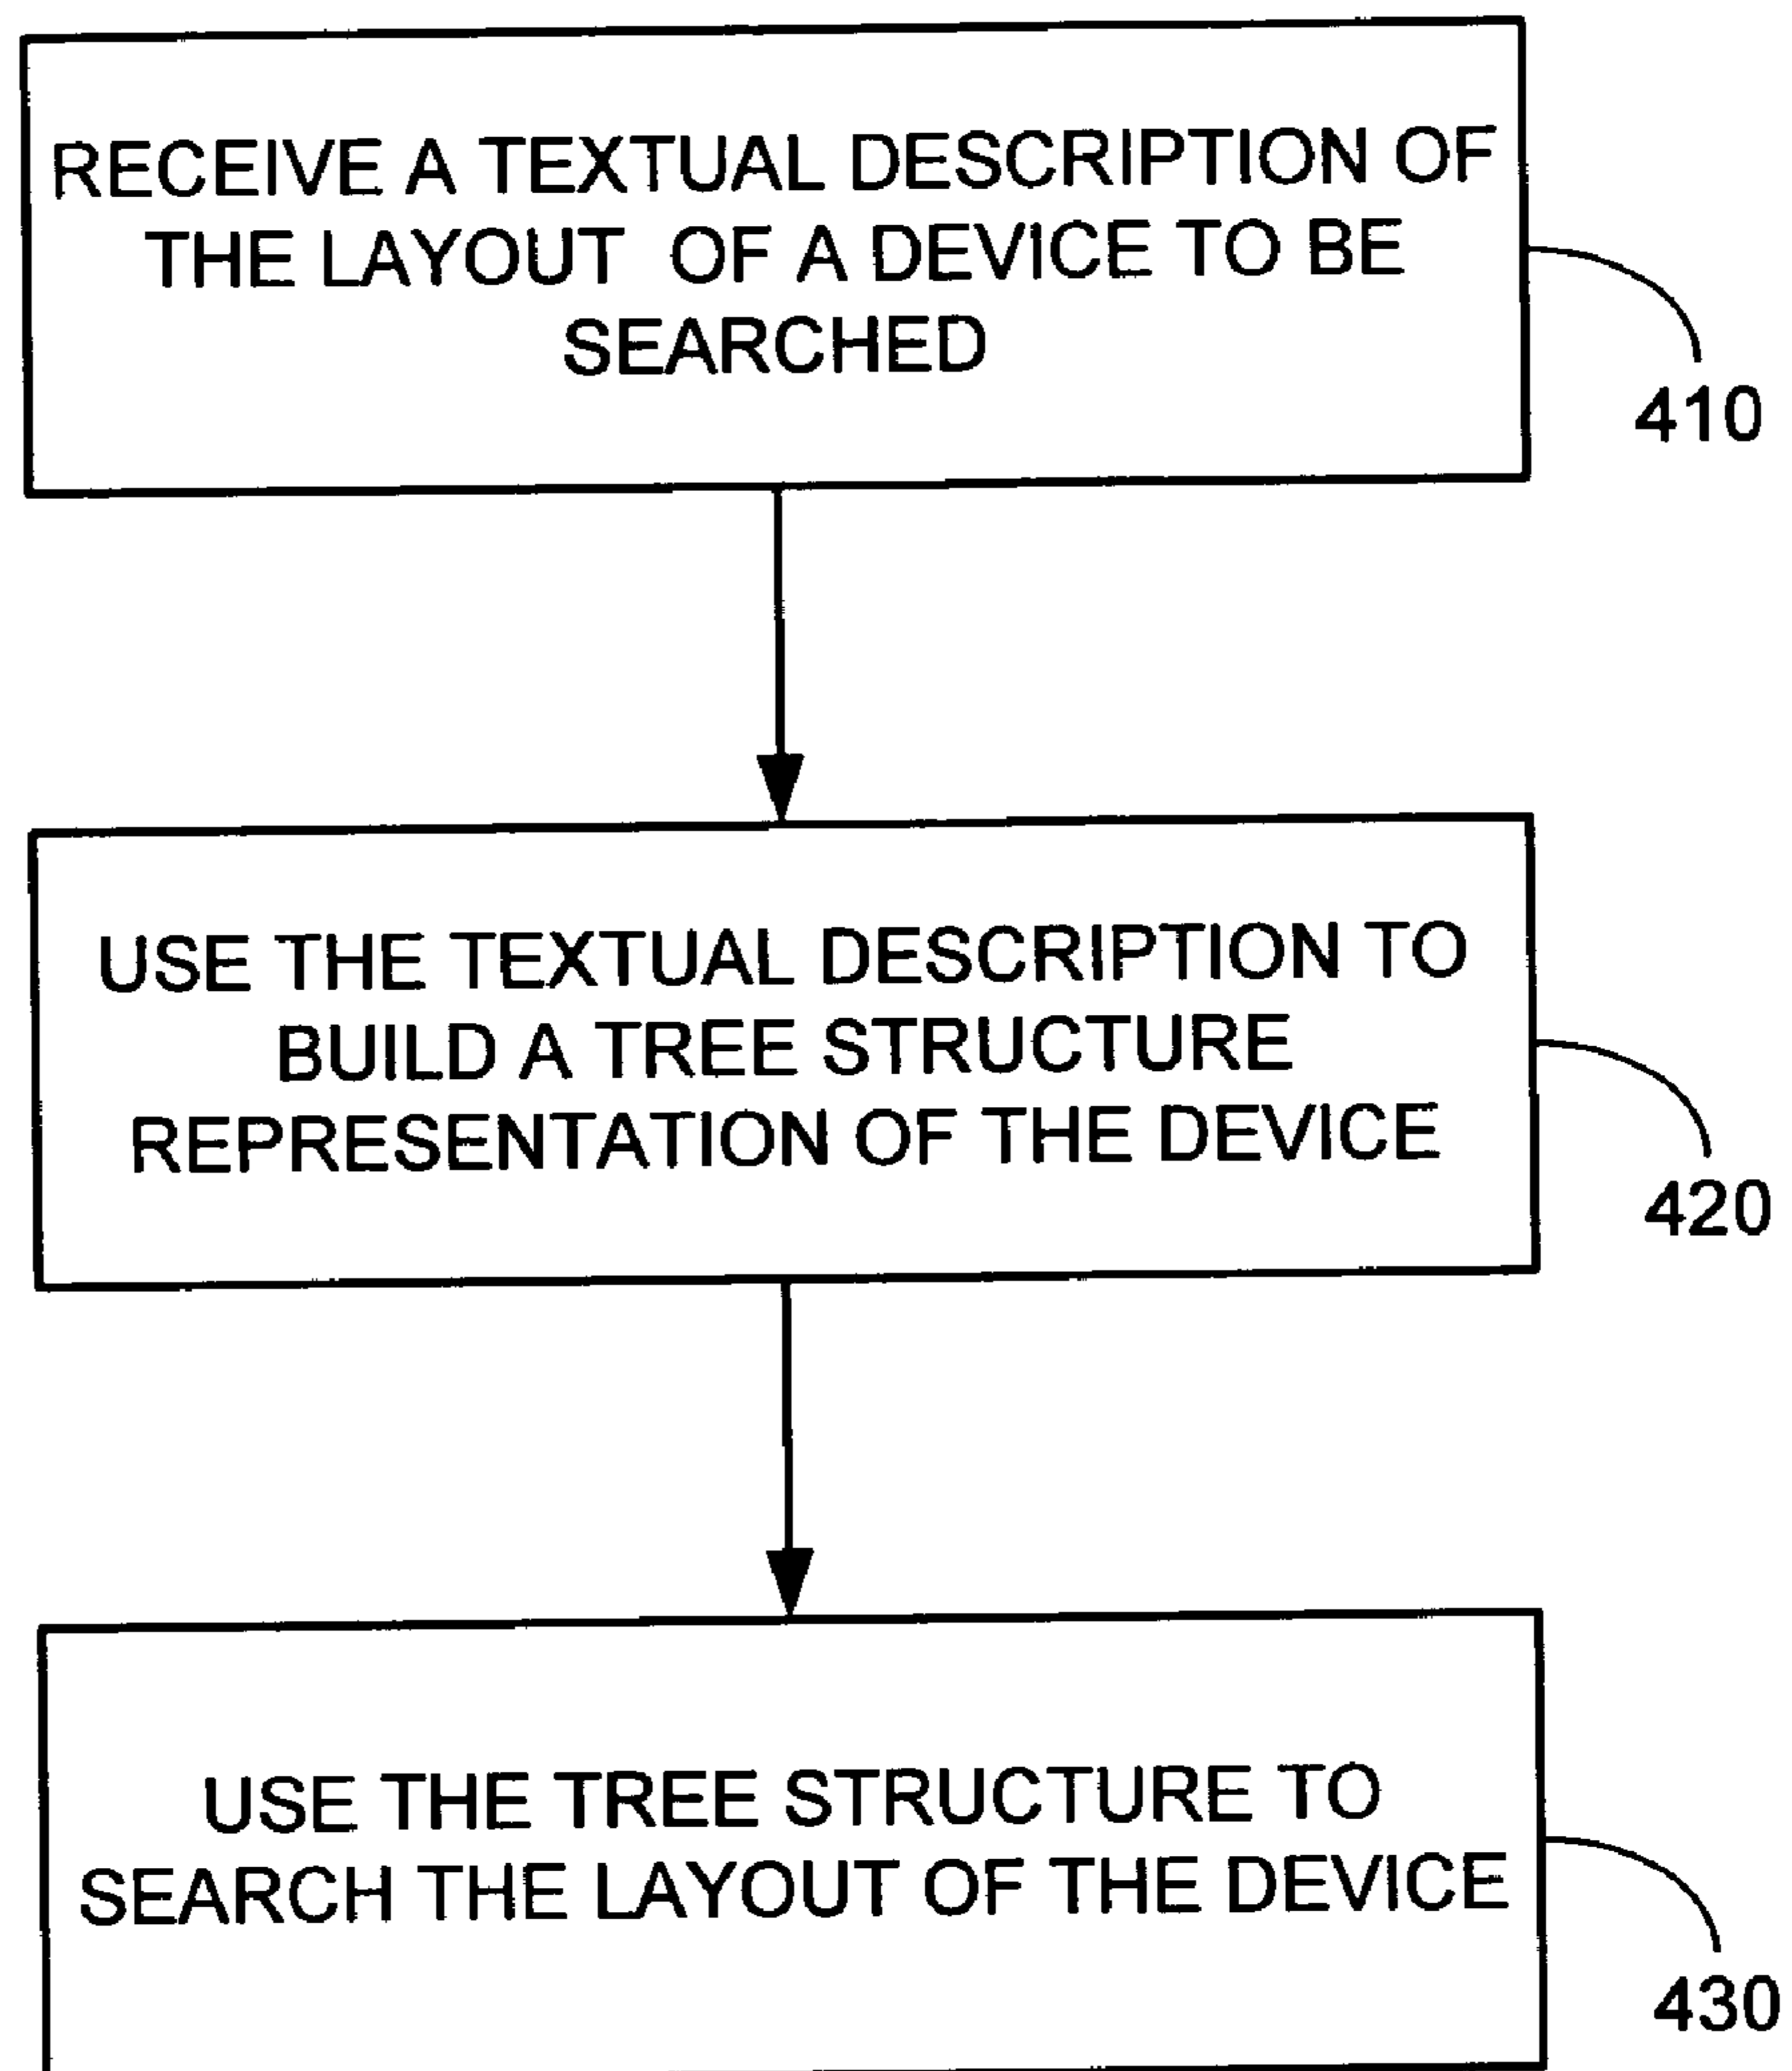 RECEIVE A TEXTUAL DESCRIPTION OF
THE LAYOUT OF A DEVICE TO BE
SEARCHED
410
USE THE TEXTUAL DESCRIPTION TO
BUILD A TREE STRUCTURE
REPRESENTATION OF THE DEVICE
420
USE THE TREE STRUCTURE TO
SEARCH THE LAYOUT OF THE DEVICE
430